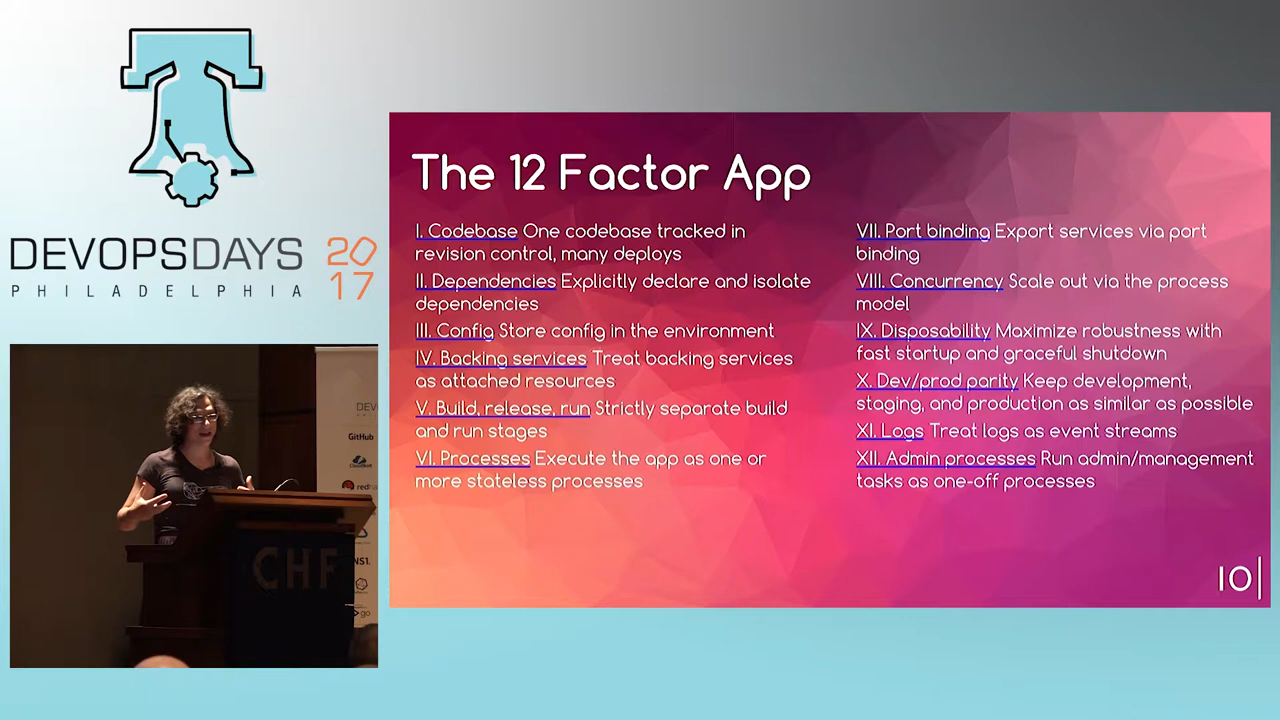 DEVOPSDAYS 2017
PHILADELPHIA
The 12 Factor App
I. Codebase One codebase tracked in
revision control, many deploys
II. Dependencies Explicitly declare and isolate
dependencies
III. Config Store config in the environment
IV. Backing services Treat backing services
as attached resources
V. Build, release, run Strictly separate build
and run stages
VI. Processes Execute the app as one or
more stateless processes
VII. Port binding Export services via port
binding
VIII. Concurrency Scale out via the process
model
IX. Disposability Maximize robustness with
fast startup and graceful shutdown
X. Dev/prod parity Keep development,
staging, and production as similar as possible
XI. Logs Treat logs as event streams
XII. Admin processes Run admin/management
tasks as one-off processes
10
DEV
GitHub
redha
NS1.
go
CHF